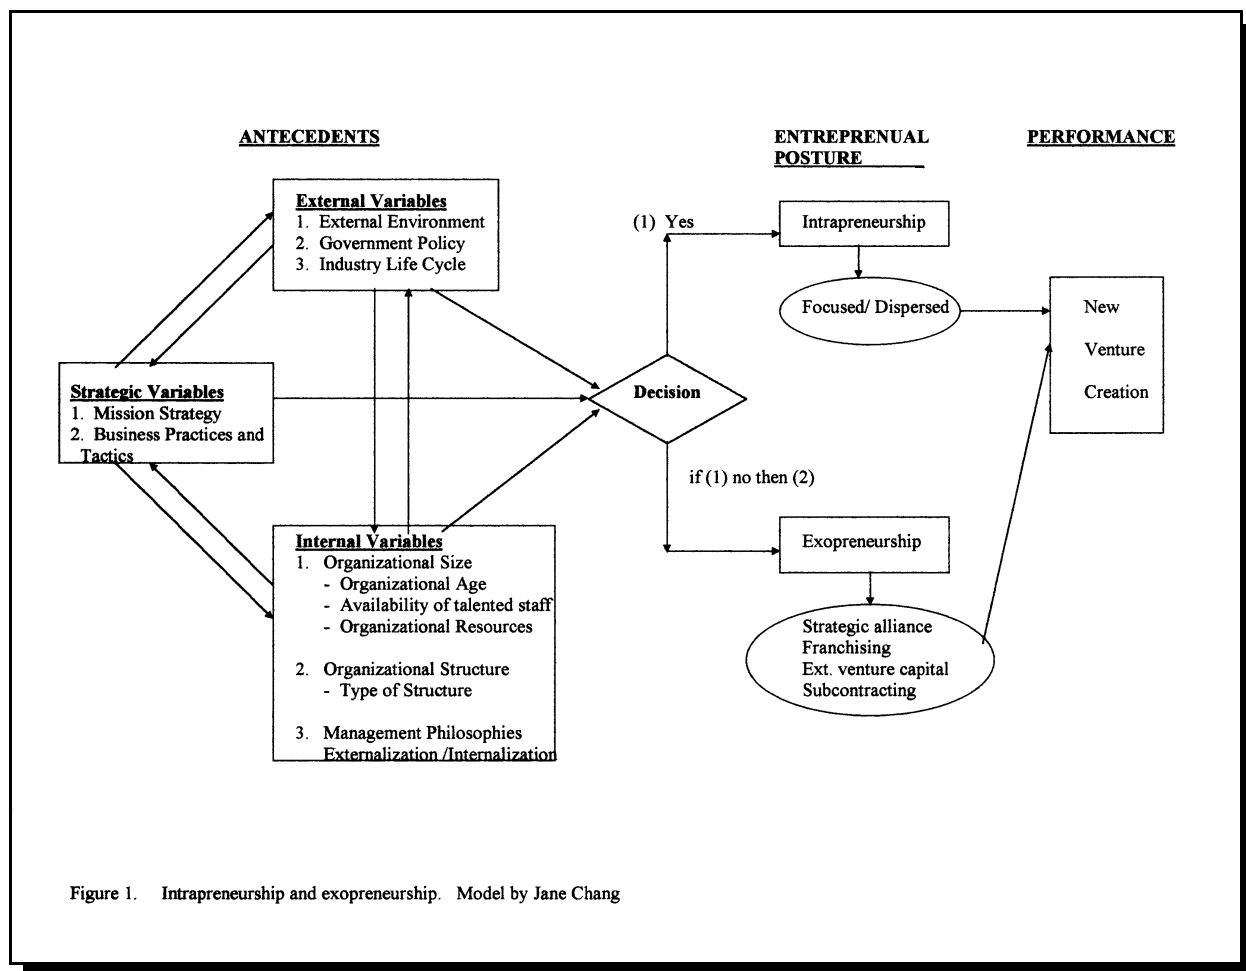 ANTECEDENTS
ENTREPRENUAL
POSTURE
PERFORMANCE
External Variables
1. External Environment
2. Government Policy
3. Industry Life Cycle
(1) Yes
Intrapreneurship
Focused/ Dispersed
New
Venture
Creation
Strategic Variables
1. Mission Strategy
2. Business Practices and
Tactics
Decision
if (1) no then (2)
Internal Variables
1. Organizational Size
- Organizational Age
- Availability of talented staff
- Organizational Resources
2. Organizational Structure
- Type of Structure
3. Management Philosophies
Externalization /Internalization
Exopreneurship
Strategic alliance
Franchising
Ext. venture capital
Subcontracting
Figure 1. Intrapreneurship and exopreneurship. Model by Jane Chang